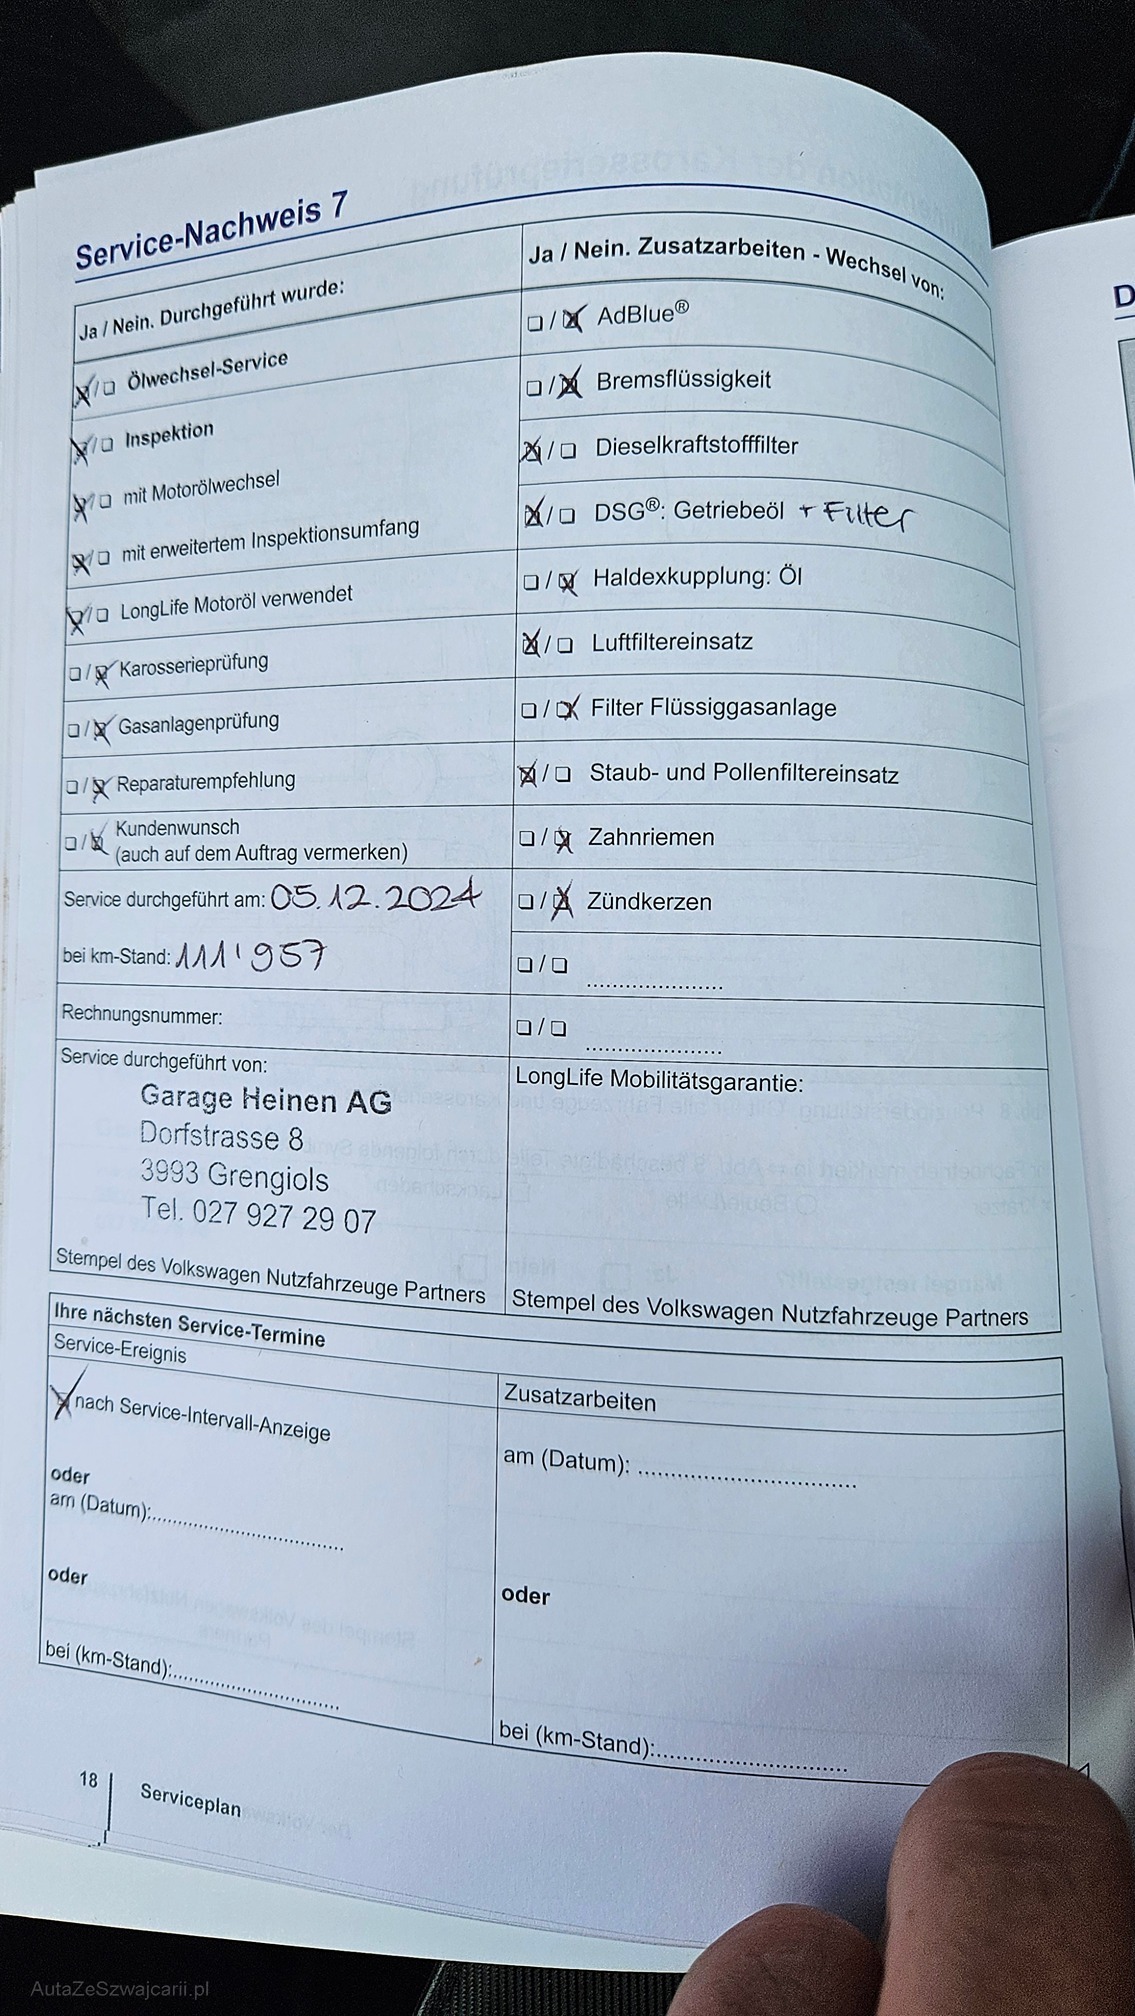 Service-Nachweis 7
Ja / Nein. Durchgeführt wurde:
☒/☐ Ölwechsel-Service
☒/☐ Inspektion
☒/☐ mit Motorölwechsel
☒/☐ mit erweitertem Inspektionsumfang
☒/☐ LongLife Motoröl verwendet
☐/☒ Karosserieprüfung
☐/☒ Gasanlagenprüfung
☐/☒ Reparaturempfehlung
☐/☒ Kundenwunsch
(auch auf dem Auftrag vermerken)
Service durchgeführt am: 05.12.2024
bei km-Stand: 111'957
Rechnungsnummer:
Service durchgeführt von:
Garage Heinen AG
Dorfstrasse 8
3993 Grengiols
Tel. 027 927 29 07
Stempel des Volkswagen Nutzfahrzeuge Partners
Ja / Nein. Zusatzarbeiten - Wechsel von:
☐/☒ AdBlue®
☐/☒ Bremsflüssigkeit
☒/☐ Dieselkraftstofffilter
☒/☐ DSG®: Getriebeöl + Filter
☐/☒ Haldexkupplung: Öl
☒/☐ Luftfiltereinsatz
☐/☒ Filter Flüssiggasanlage
☒/☐ Staub- und Pollenfiltereinsatz
☐/☒ Zahnriemen
☐/☒ Zündkerzen
☐/☐ ......................
☐/☐ ......................
LongLife Mobilitätsgarantie:
Stempel des Volkswagen Nutzfahrzeuge Partners
Ihre nächsten Service-Termine
Service-Ereignis
☒ nach Service-Intervall-Anzeige
oder
am (Datum):..............................
oder
bei (km-Stand):..........................
Zusatzarbeiten
am (Datum): ..................................
oder
bei (km-Stand):..............................
18
Serviceplan
D
AutaZeSzwajcarii.pl